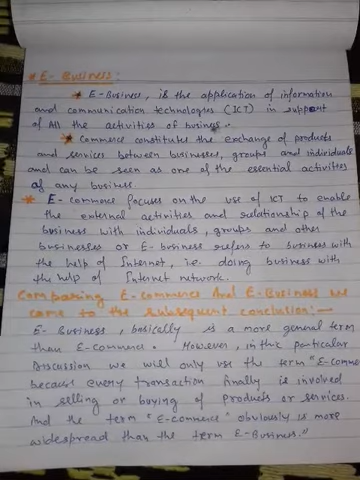 * E- Business:
* E-Business, is the application of information
and communication technologies (ICT) in support
of All the activities of business.
* Commerce constitutes the exchange of products
and services between businesses, groups and individuals
and can be seen as one of the essential activities
of any business
* E-commerce focuses on the use of ICT to enable
the external activities and relationship of the
business with individuals, groups and other
businesses or E-business refers to business with
the help of Internet, i.e. doing business with
the help of Internet network.
Comparing E-commerce And E-Business we
came to the subsequent conclusion:-
E- Business, basically is a more general term
than E-commerce. However, in this particular
Discussion we will only use the term "E-comme
because every transaction finally is involved
in selling or buying of products or services.
And the term "E-commerce" obviously is more
widespread than the term E-Business."